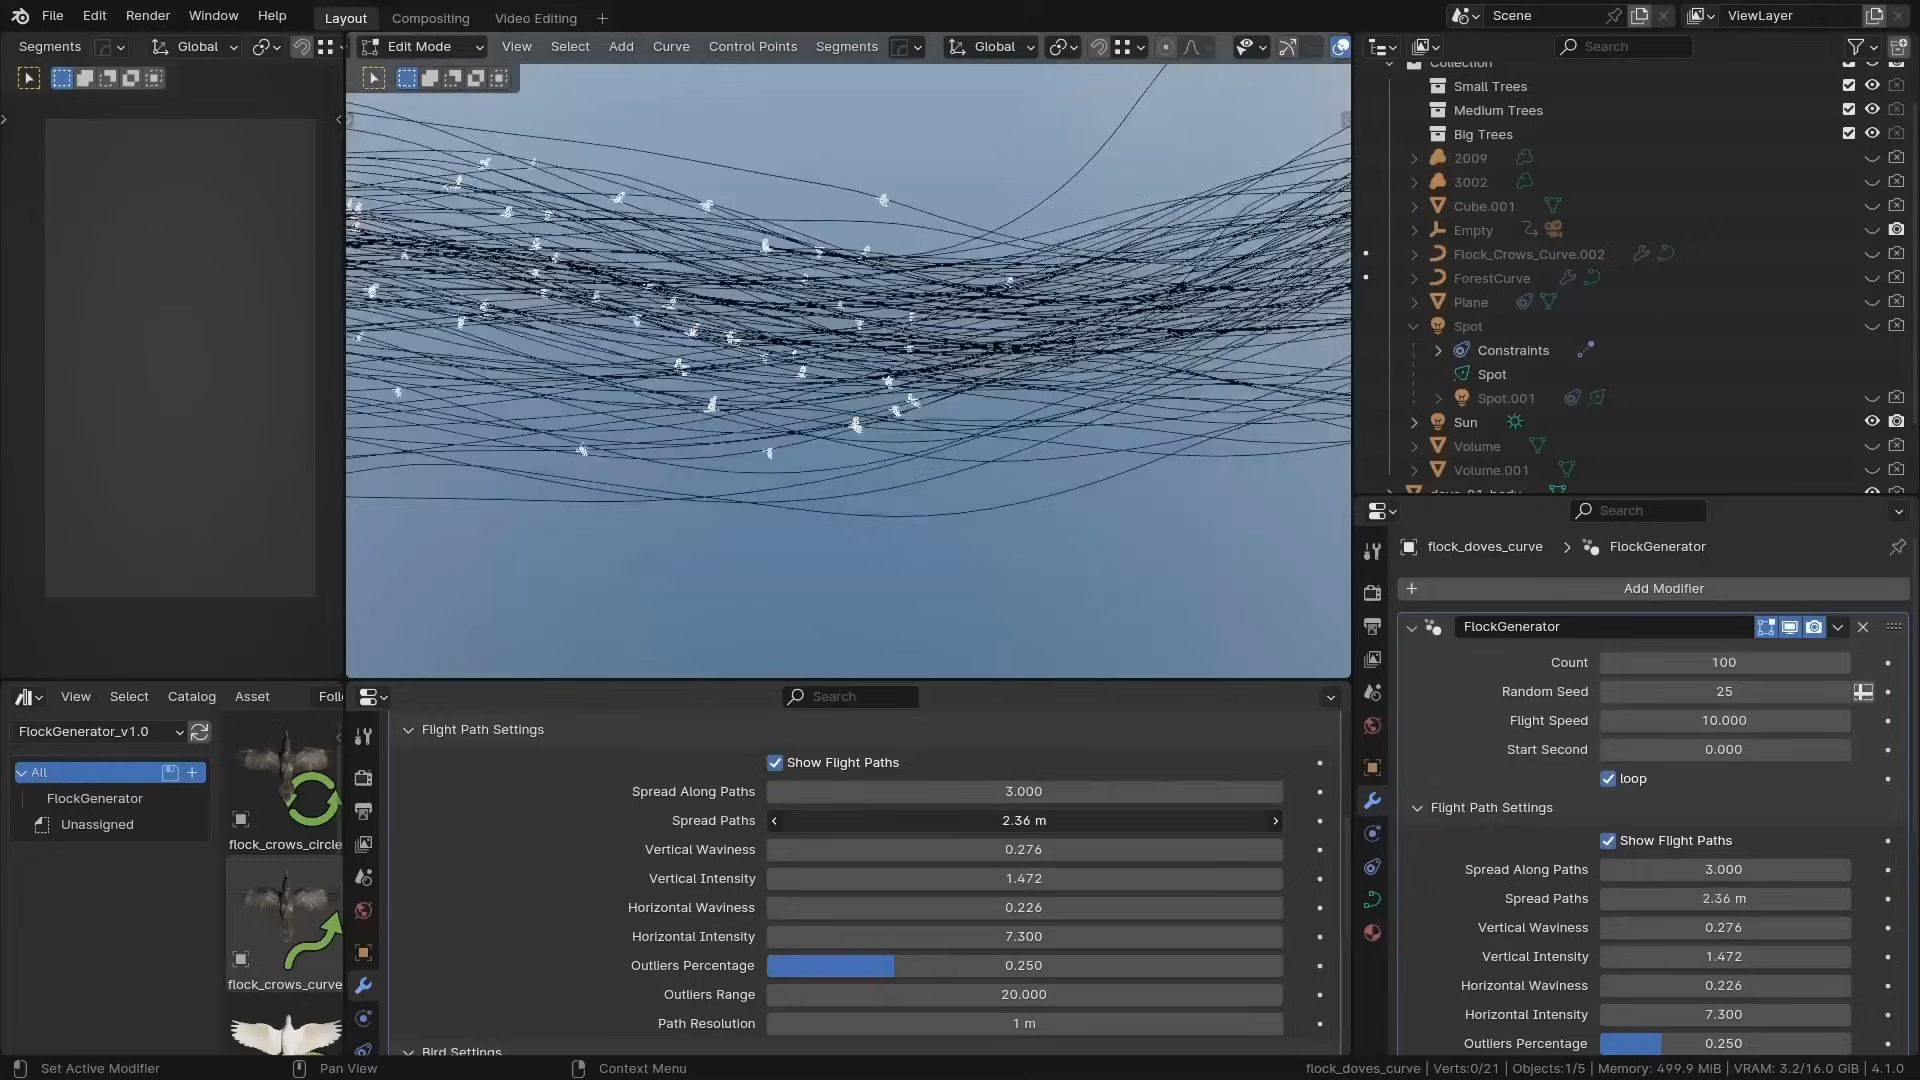 File Edit Render Window Help Layout Compositing Video Editing + Scene ViewLayer
Segments Global Edit Mode View Select Add Curve Control Points Segments Global Search
Collection
Small Trees
Medium Trees
Big Trees
2009
3002
Cube.001
Empty
Flock_Crows_Curve.002
ForestCurve
Plane
Spot
Constraints
Spot
Spot.001
Sun
Volume
Volume.001
dove_01_body
Search
flock_doves_curve > FlockGenerator
+ Add Modifier
FlockGenerator
Count 100
Random Seed 25
Flight Speed 10.000
Start Second 0.000
loop
Flight Path Settings
Show Flight Paths
Spread Along Paths 3.000
Spread Paths 2.36 m
Vertical Waviness 0.276
Vertical Intensity 1.472
Horizontal Waviness 0.226
Horizontal Intensity 7.300
Outliers Percentage 0.250
View Select Catalog Asset Foll
FlockGenerator_v1.0
All
FlockGenerator
Unassigned
flock_crows_circle
flock_crows_curve
Search
Flight Path Settings
Show Flight Paths
Spread Along Paths 3.000
Spread Paths 2.36 m
Vertical Waviness 0.276
Vertical Intensity 1.472
Horizontal Waviness 0.226
Horizontal Intensity 7.300
Outliers Percentage 0.250
Outliers Range 20.000
Path Resolution 1 m
Bird Settings
Set Active Modifier Pan View Context Menu flock_doves_curve | Verts:0/21 | Objects:1/5 | Memory: 499.9 MiB | VRAM: 3.2/16.0 GiB | 4.1.0